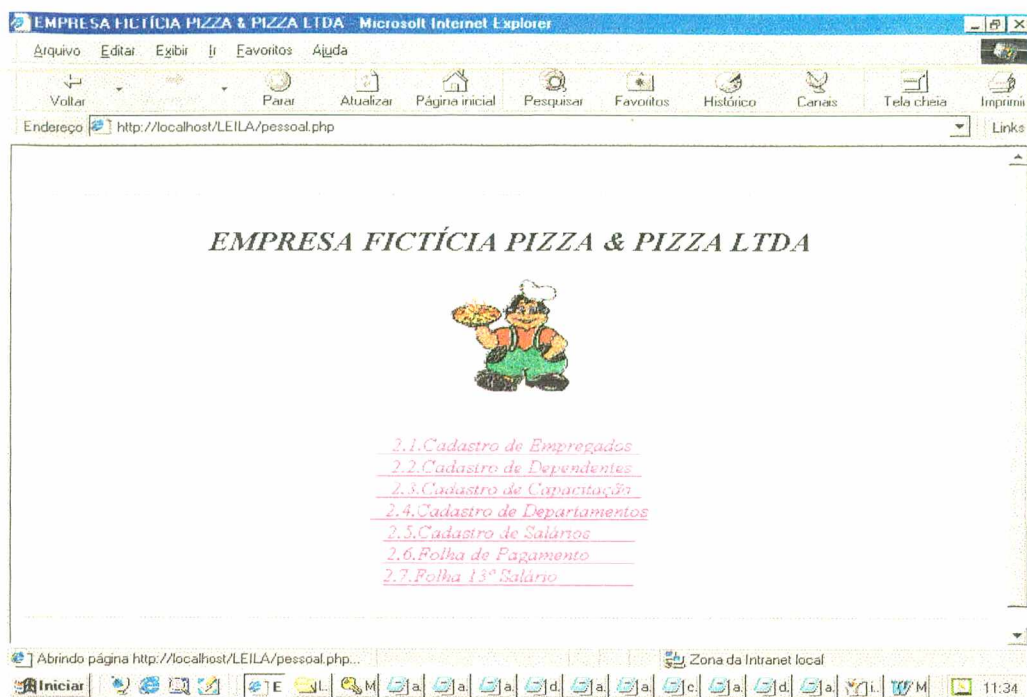 EMPRESA FICTÍCIA PIZZA & PIZZA LTDA - Microsoft Internet Explorer
Arquivo Editar Exibir Ir Favoritos Ajuda
Voltar Parar Atualizar Página inicial Pesquisar Favoritos Histórico Canais Tela cheia Imprimir
Endereço http://localhost/LEILA/pessoal.php Links
EMPRESA FICTÍCIA PIZZA & PIZZA LTDA
2.1.Cadastro de Empregados
2.2.Cadastro de Dependentes
2.3.Cadastro de Capacitação
2.4.Cadastro de Departamentos
2.5.Cadastro de Salários
2.6.Folha de Pagamento
2.7.Folha 13º Salário
Abrindo página http://localhost/LEILA/pessoal.php... Zona da Intranet local
Iniciar E L. M a. a. a. d. a. a. c. a. d. a. i. M 11:34